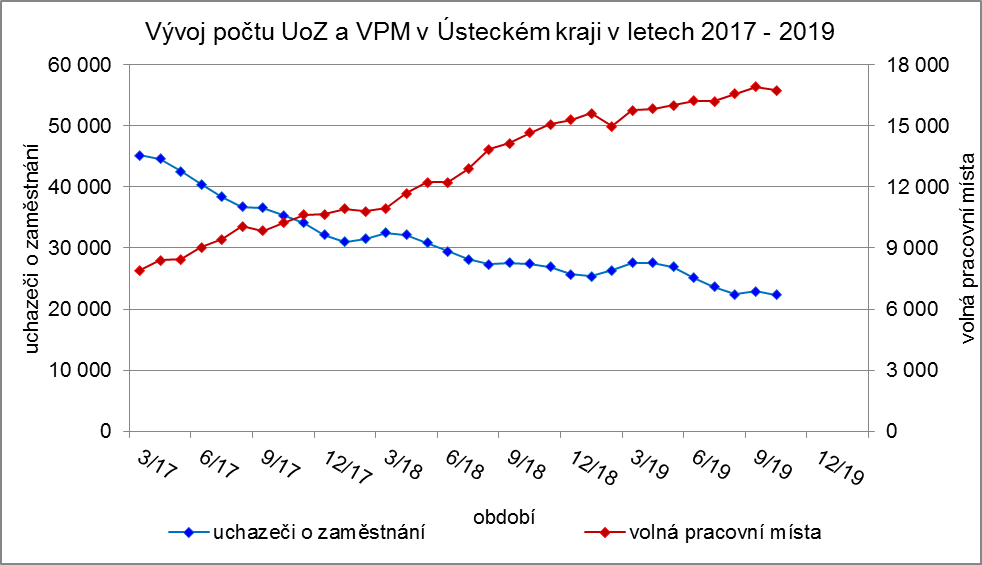 Vývoj počtu UoZ a VPM v Ústeckém kraji v letech 2017 - 2019
60 000
50 000
40 000
30 000
20 000
10 000
0
uchazeči o zaměstnání
18 000
15 000
12 000
9 000
6 000
3 000
0
volná pracovní místa
3/17 6/17 9/17 12/17 3/18 6/18 9/18 12/18 3/19 6/19 9/19 12/19
období
uchazeči o zaměstnání volná pracovní místa